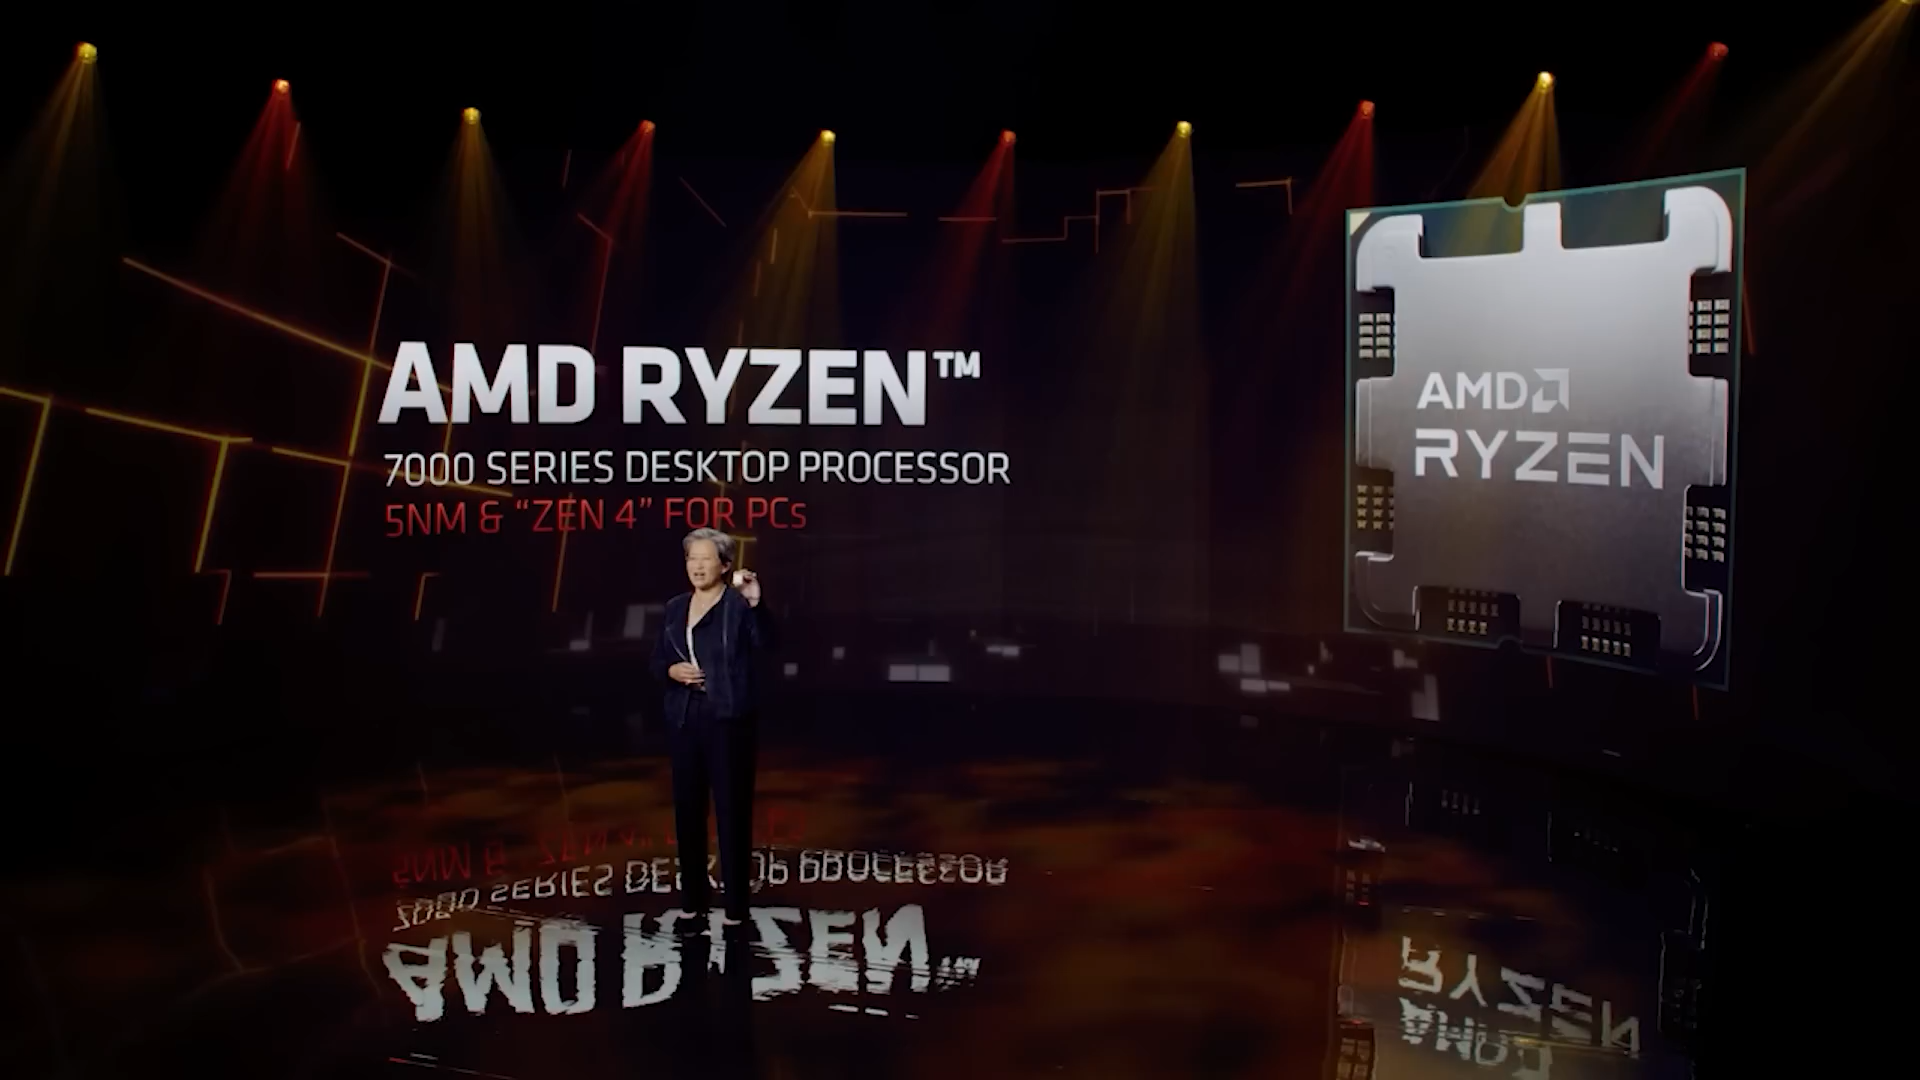 AMD RYZEN™
7000 SERIES DESKTOP PROCESSOR
5NM & “ZEN 4” FOR PCs
AMD
RYZEN